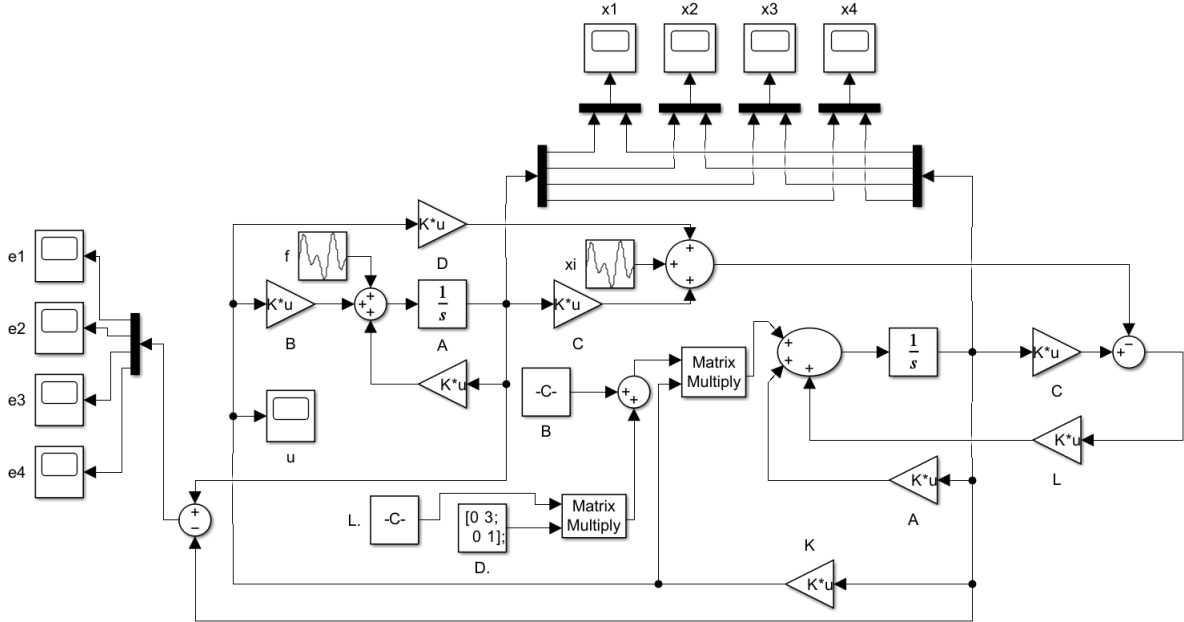 x1 x2 x3 x4
K*u
D
f
xi
+
+
+
e1
K*u
B
+
+
+
1
s
A
K*u
C
e2
Matrix
Multiply
+
+
+
1
s
K*u
C
+
−
K*u
-C-
B
+
+
e3
u
K*u
L
e4
K*u
A
L.
-C-
[0 3;
0 1];
D.
Matrix
Multiply
+
−
K
K*u